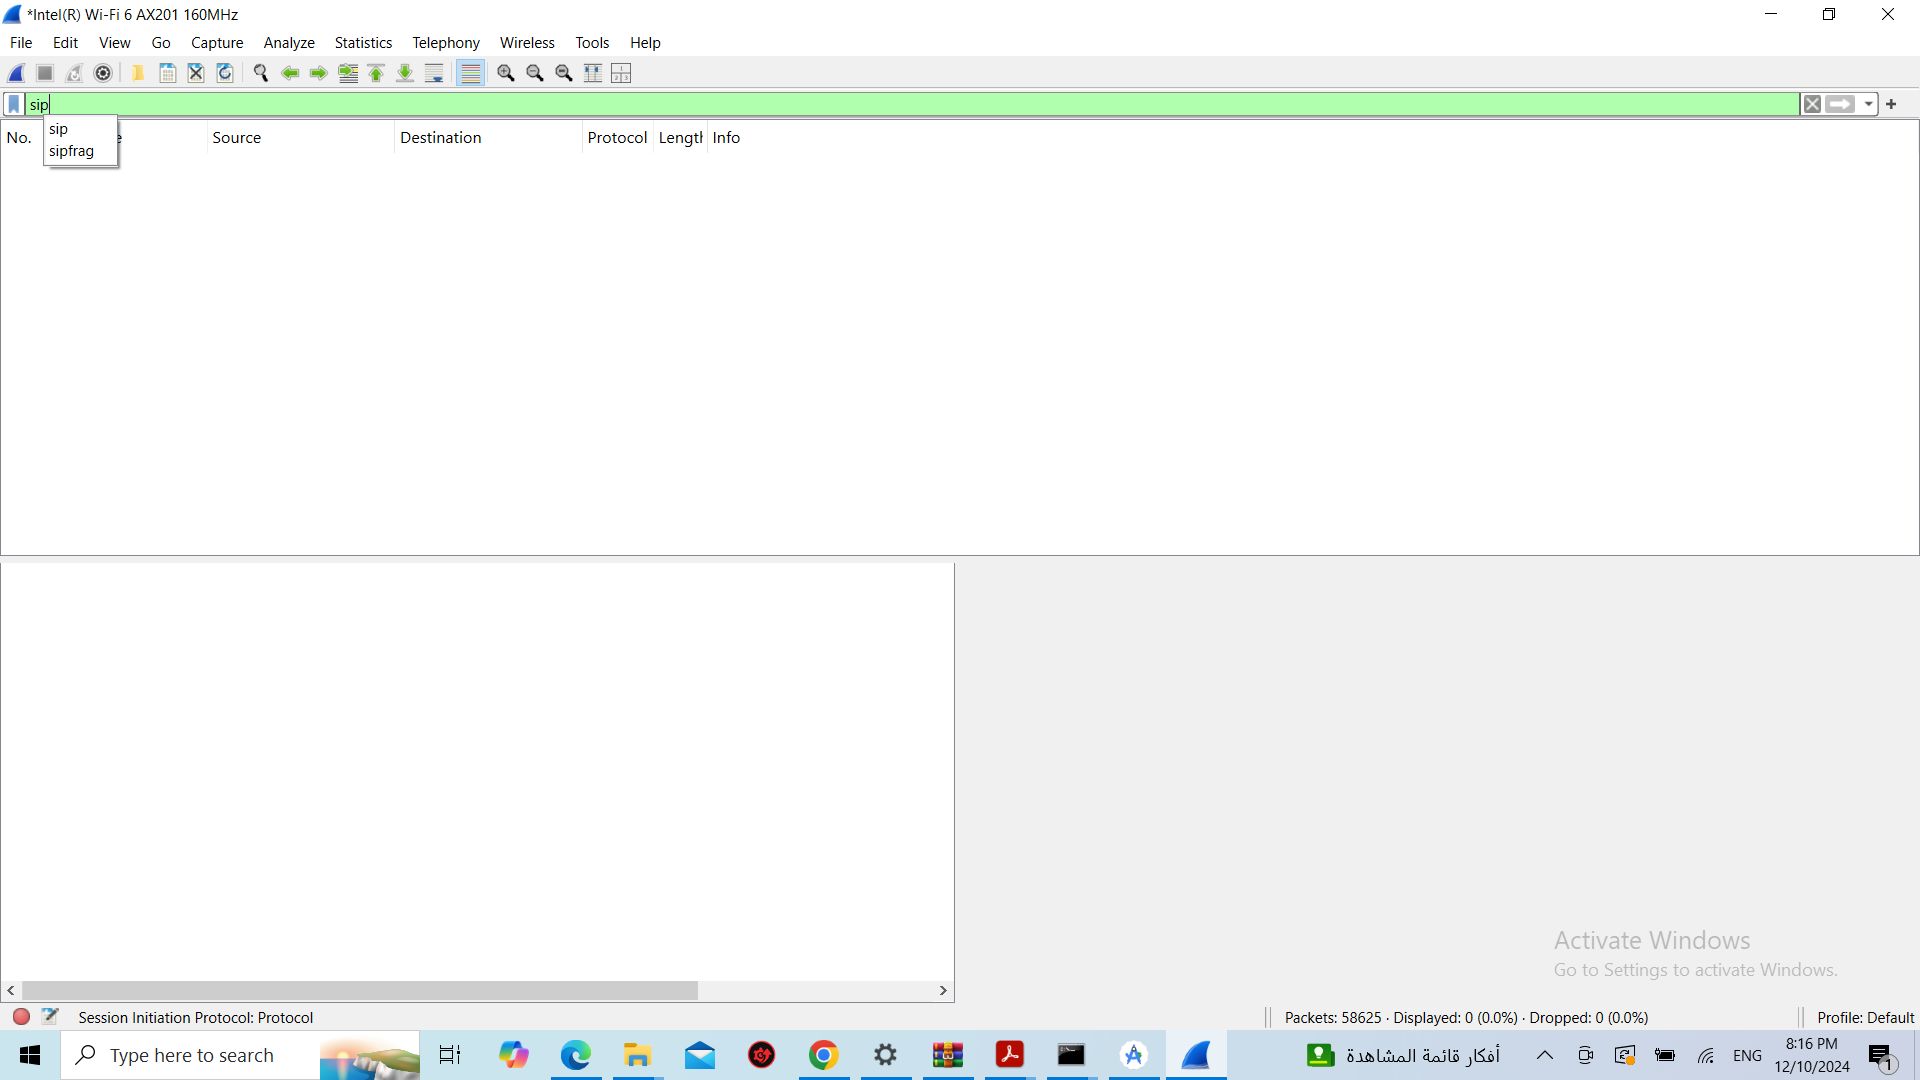 *Intel(R) Wi-Fi 6 AX201 160MHz
File Edit View Go Capture Analyze Statistics Telephony Wireless Tools Help
sip
sip
sipfrag
No. Source Destination Protocol Length Info
Activate Windows
Go to Settings to activate Windows.
Session Initiation Protocol: Protocol
Packets: 58625 · Displayed: 0 (0.0%) · Dropped: 0 (0.0%)
Profile: Default
Type here to search
أفكار قائمة المشاهدة
ENG
8:16 PM
12/10/2024
1